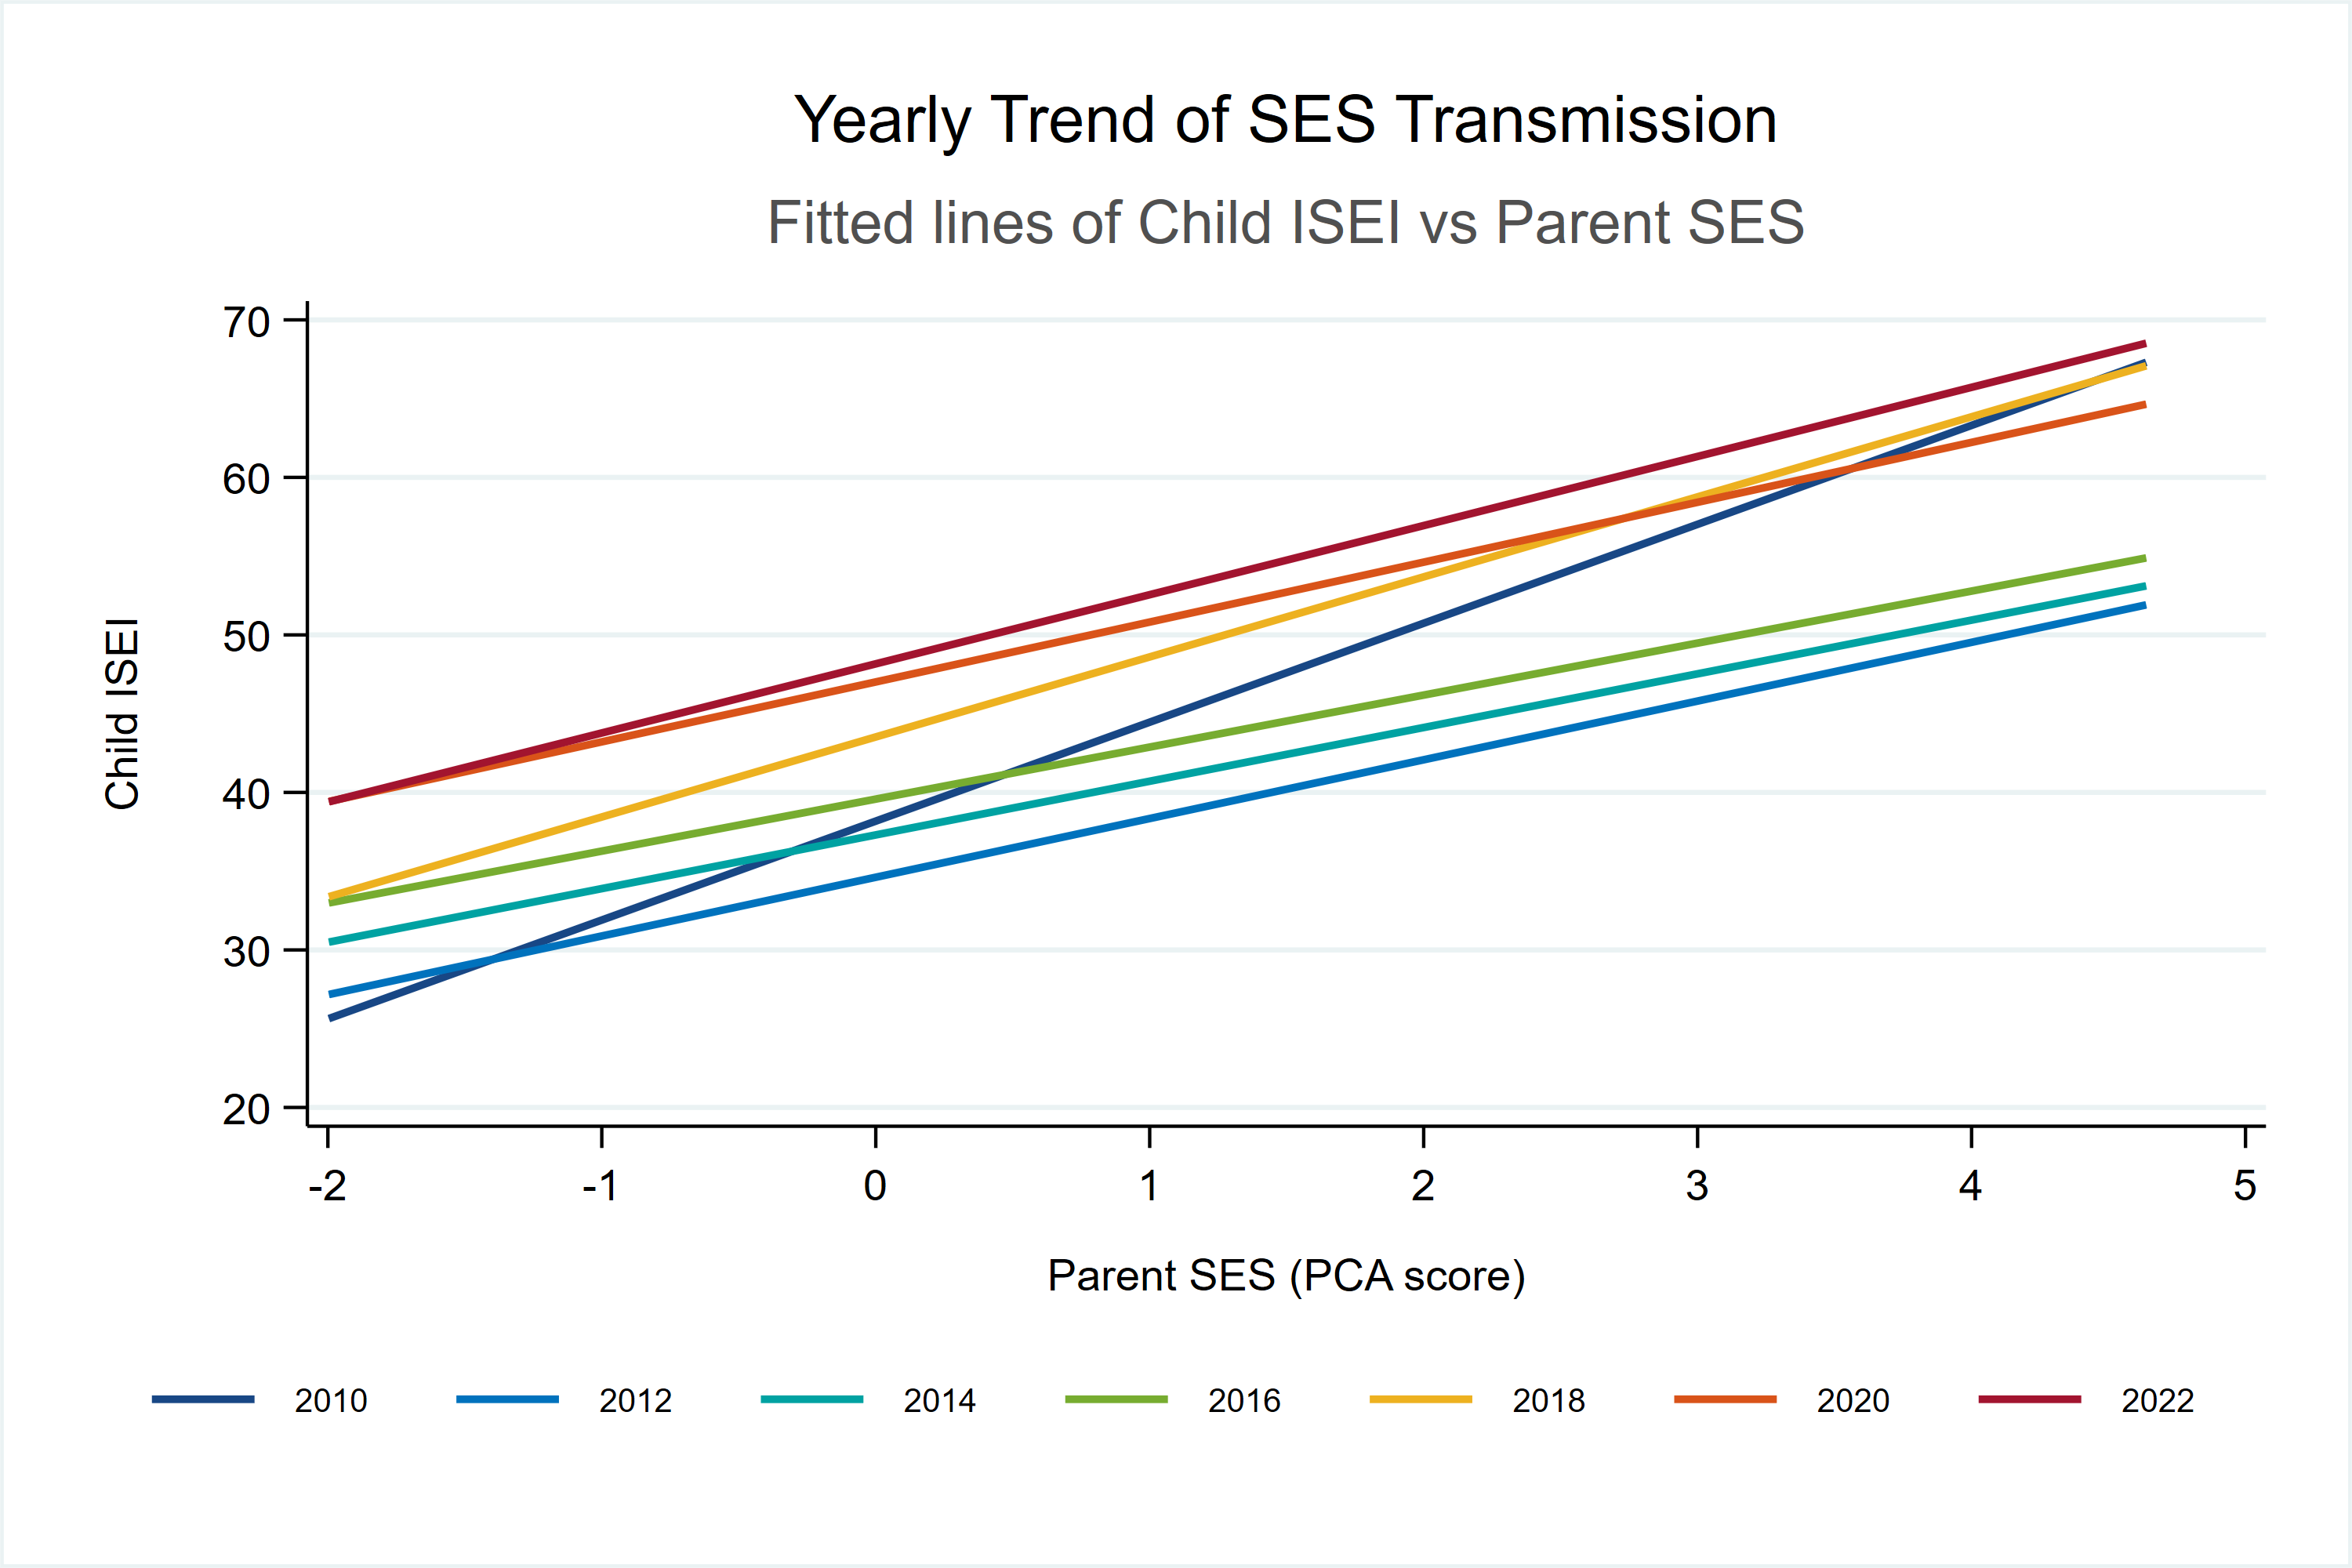 Yearly Trend of SES Transmission
Fitted lines of Child ISEI vs Parent SES
Child ISEI
70
60
50
40
30
20
-2 -1 0 1 2 3 4 5
Parent SES (PCA score)
2010 2012 2014 2016 2018 2020 2022